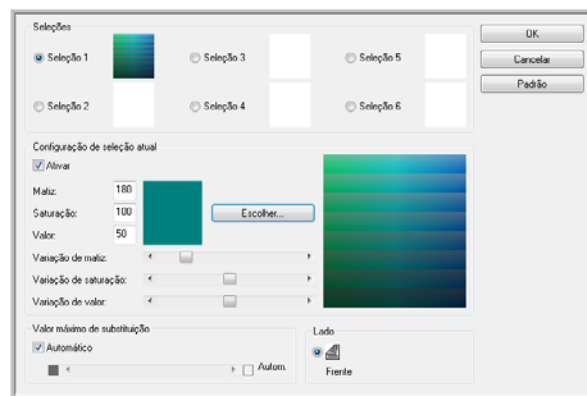 Seleções
Seleção 1
Seleção 3
Seleção 5
Seleção 2
Seleção 4
Seleção 6
OK
Cancelar
Padrão
Configuração de seleção atual
Ativar
Matiz: 180
Saturação: 100
Valor: 50
Escolher...
Variação de matiz:
Variação de saturação:
Variação de valor:
Valor máximo de substituição
Automático
Autom.
Lado
Frente